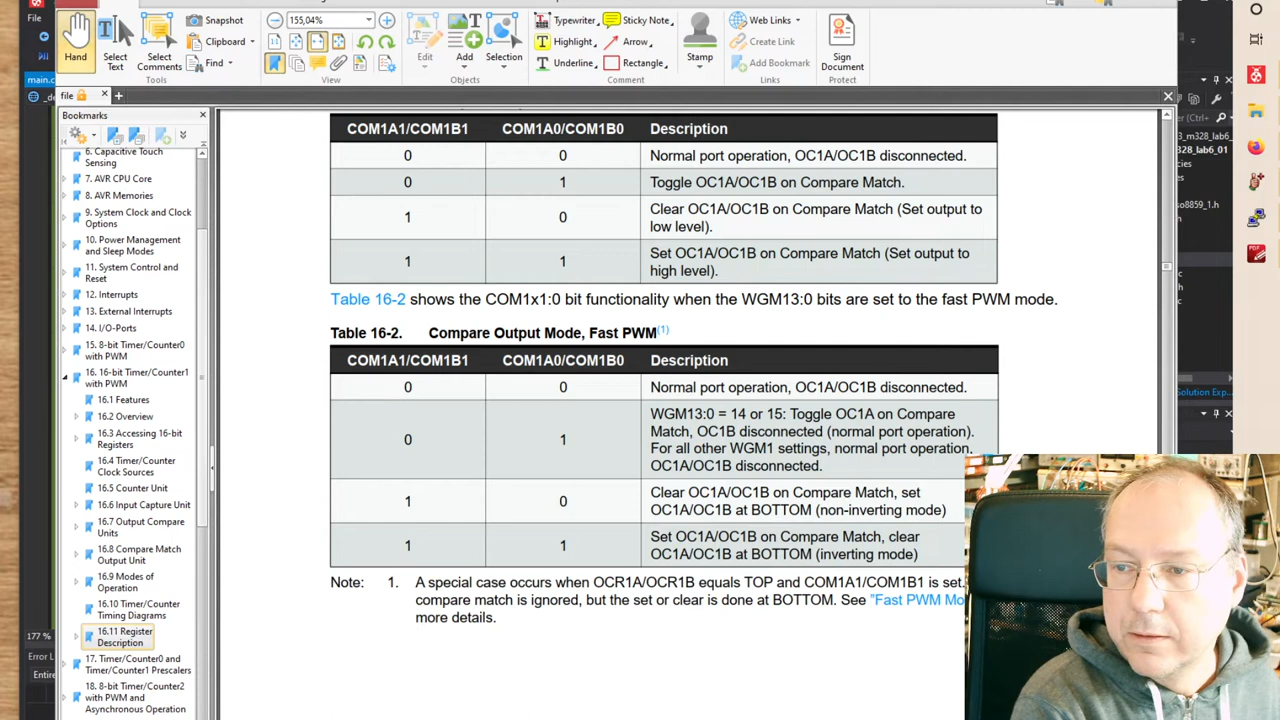 File
Hand
Select
Text
Select
Comments
Snapshot
Clipboard
Find
Tools
155,04%
View
Edit
Add
Selection
Objects
Typewriter
Highlight
Underline
Sticky Note
Arrow
Rectangle
Comment
Stamp
Web Links
Create Link
Add Bookmark
Links
Sign
Document
Protect
main.c
file
Bookmarks
6. Capacitive Touch
Sensing
7. AVR CPU Core
8. AVR Memories
9. System Clock and Clock
Options
10. Power Management
and Sleep Modes
11. System Control and
Reset
12. Interrupts
13. External Interrupts
14. I/O-Ports
15. 8-bit Timer/Counter0
with PWM
16. 16-bit Timer/Counter1
with PWM
16.1 Features
16.2 Overview
16.3 Accessing 16-bit
Registers
16.4 Timer/Counter
Clock Sources
16.5 Counter Unit
16.6 Input Capture Unit
16.7 Output Compare
Units
16.8 Compare Match
Output Unit
16.9 Modes of
Operation
16.10 Timer/Counter
Timing Diagrams
16.11 Register
Description
17. Timer/Counter0 and
Timer/Counter1 Prescalers
18. 8-bit Timer/Counter2
with PWM and
Asynchronous Operation
177 %
Error L
Entire
COM1A1/COM1B1 COM1A0/COM1B0 Description
0 0 Normal port operation, OC1A/OC1B disconnected.
0 1 Toggle OC1A/OC1B on Compare Match.
1 0 Clear OC1A/OC1B on Compare Match (Set output to
low level).
1 1 Set OC1A/OC1B on Compare Match (Set output to
high level).
Table 16-2 shows the COM1x1:0 bit functionality when the WGM13:0 bits are set to the fast PWM mode.
Table 16-2. Compare Output Mode, Fast PWM(1)
COM1A1/COM1B1 COM1A0/COM1B0 Description
0 0 Normal port operation, OC1A/OC1B disconnected.
0 1 WGM13:0 = 14 or 15: Toggle OC1A on Compare
Match, OC1B disconnected (normal port operation).
For all other WGM1 settings, normal port operation,
OC1A/OC1B disconnected.
1 0 Clear OC1A/OC1B on Compare Match, set
OC1A/OC1B at BOTTOM (non-inverting mode)
1 1 Set OC1A/OC1B on Compare Match, clear
OC1A/OC1B at BOTTOM (inverting mode)
Note: 1. A special case occurs when OCR1A/OCR1B equals TOP and COM1A1/COM1B1 is set.
compare match is ignored, but the set or clear is done at BOTTOM. See "Fast PWM Mo
more details.
(Ctrl+
3_m328_lab6
328_lab6_01
cies
so8859_1.h
Solution Exp...